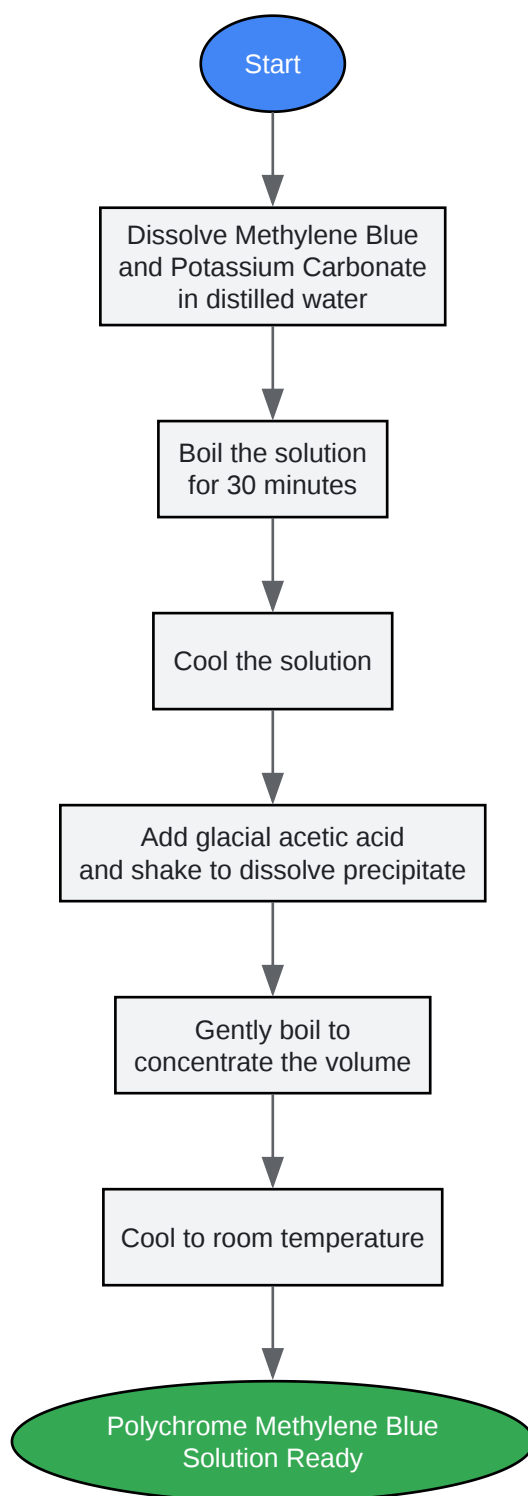 Start
Dissolve Methylene Blue
and Potassium Carbonate
in distilled water
Boil the solution
for 30 minutes
Cool the solution
Add glacial acetic acid
and shake to dissolve precipitate
Gently boil to
concentrate the volume
Cool to room temperature
Polychrome Methylene Blue
Solution Ready